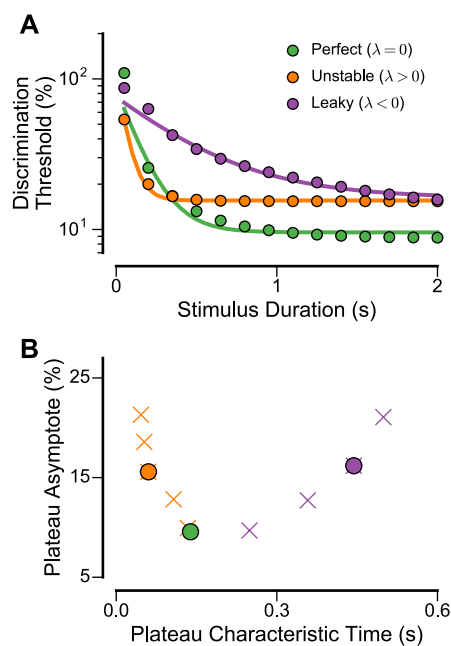 A
Discrimination
Threshold (%)
10²
10¹
Perfect (λ = 0)
Unstable (λ > 0)
Leaky (λ < 0)
0
1
2
Stimulus Duration (s)
B
Plateau Asymptote (%)
25
15
5
0.0
0.3
0.6
Plateau Characteristic Time (s)